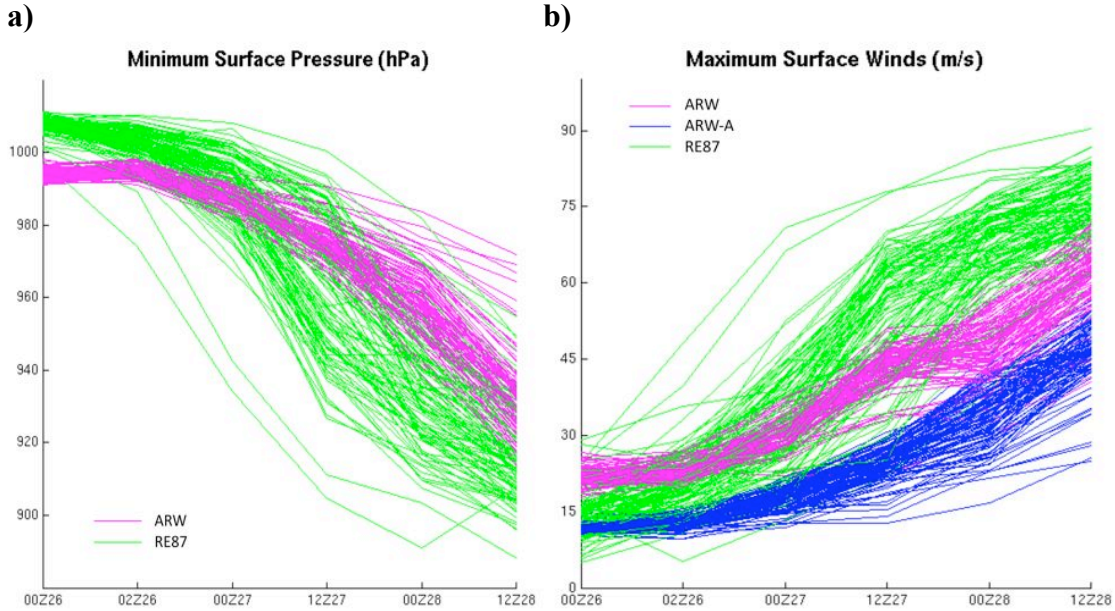 a)
Minimum Surface Pressure (hPa)
1000
980
960
940
920
900
ARW
RE87
00Z26 02Z26 00Z27 12Z27 00Z28 12Z28
b)
Maximum Surface Winds (m/s)
ARW
ARW-A
RE87
90
75
60
45
30
15
0
00Z26 02Z26 00Z27 12Z27 00Z28 12Z28